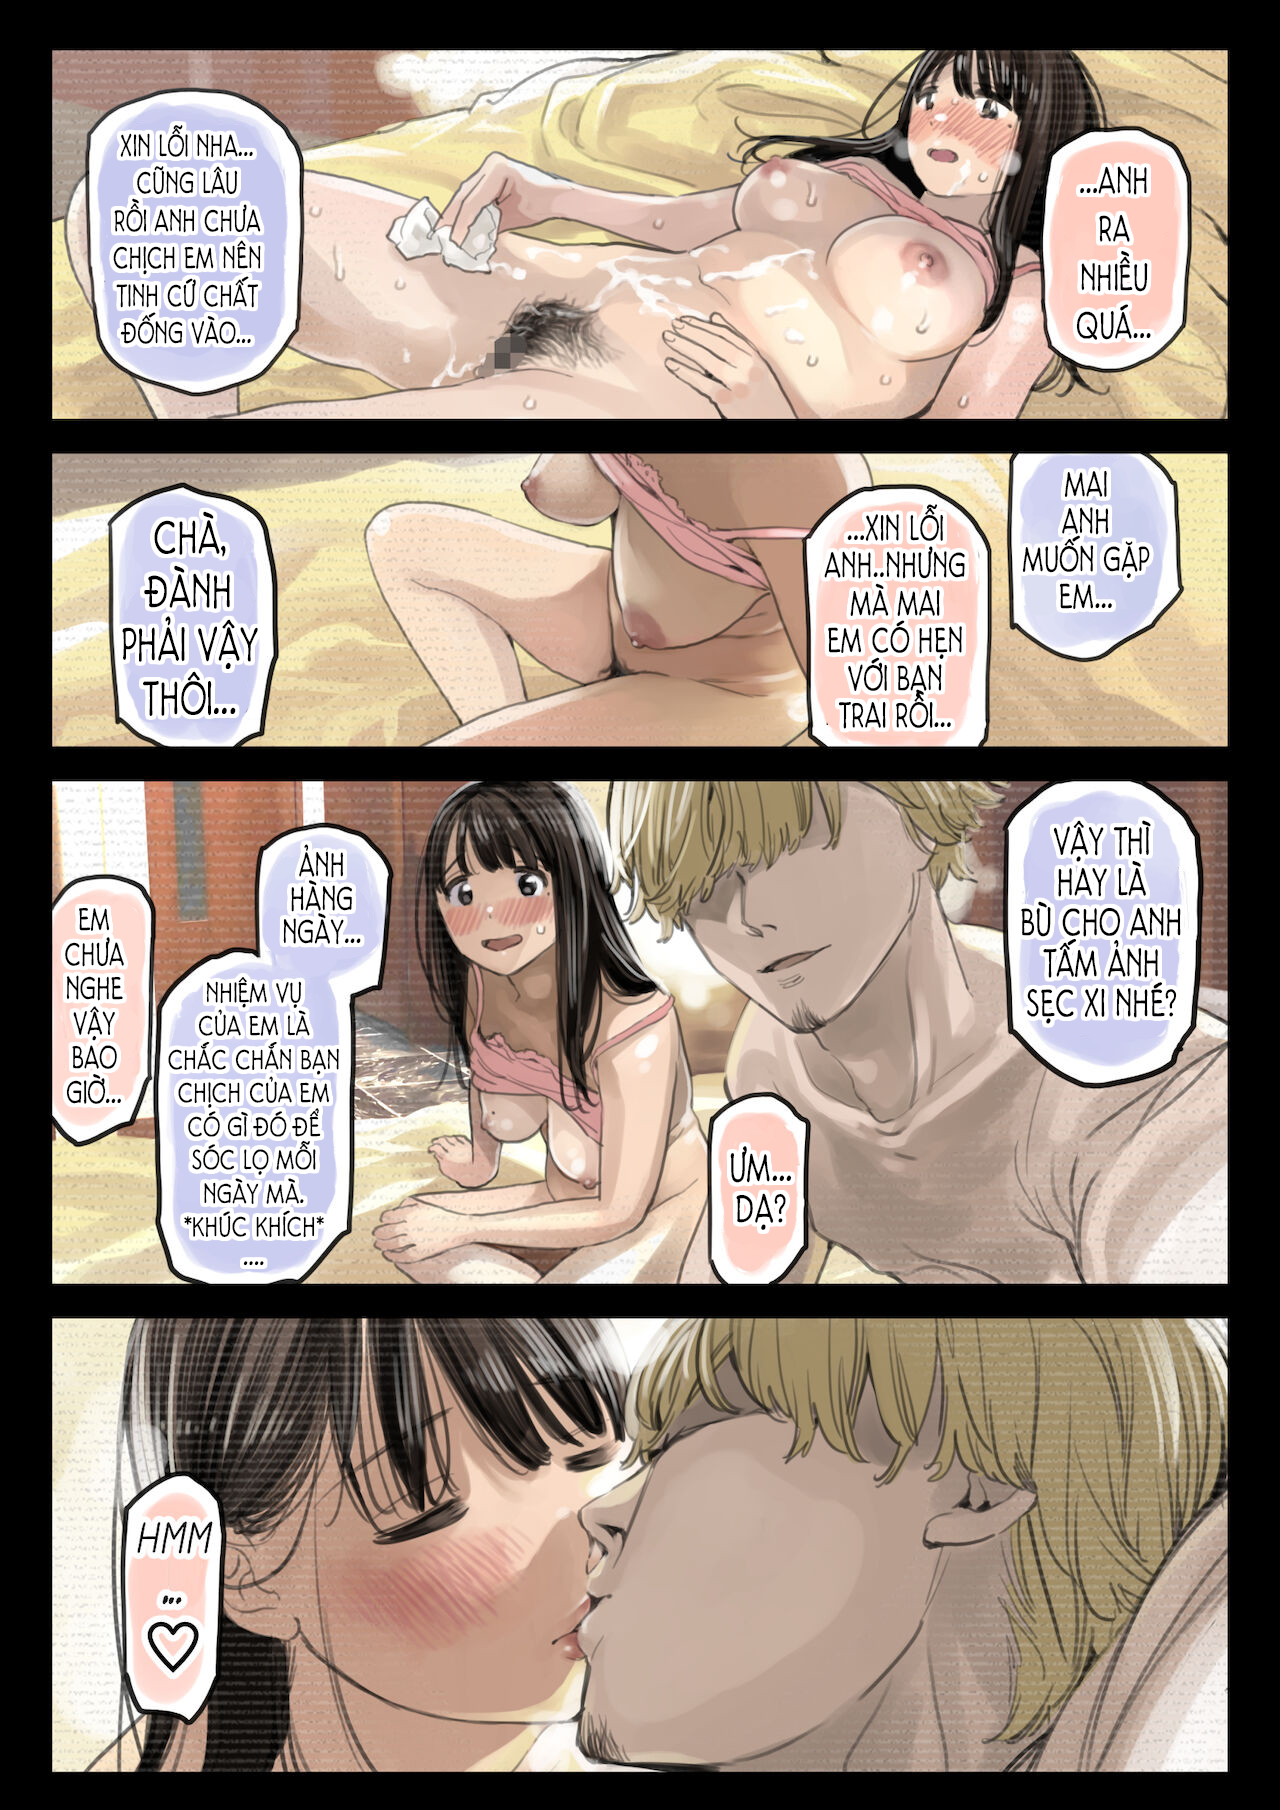 ...ANH
RA
NHIỀU
QUÁ...
XIN LỖI NHA...
CŨNG LÂU
RỒI ANH CHƯA
CHỊCH EM NÊN
TINH CỨ CHẤT
ĐỐNG VÀO...
MAI
ANH
MUỐN GẶP
EM...
...XIN LỖI
ANH..NHƯNG
MÀ MAI
EM CÓ HẸN
VỚI BẠN
TRAI RỒI...
CHÀ,
ĐÀNH
PHẢI VẬY
THÔI...
VẬY THÌ
HAY LÀ
BÙ CHO ANH
TẤM ẢNH
SẸC XI NHÉ?
ƯM...
DẠ?
ẢNH
HÀNG
NGÀY...
NHIỆM VỤ
CỦA EM LÀ
CHẮC CHẮN BẠN
CHỊCH CỦA EM
CÓ GÌ ĐÓ ĐỂ
SÓC LỌ MỖI
NGÀY MÀ.
*KHÚC KHÍCH*
....
EM
CHƯA
NGHE
VẬY
BAO
GIỜ...
HMM
...
♡